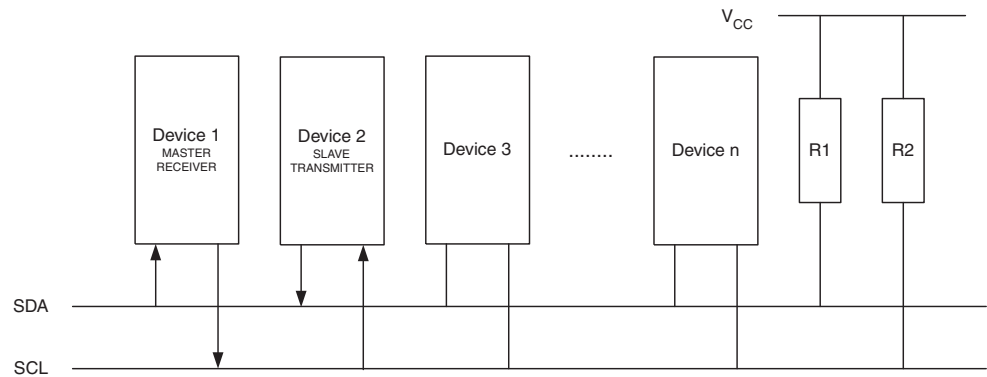 V_CC
Device 1
MASTER
RECEIVER
Device 2
SLAVE
TRANSMITTER
Device 3
........
Device n
R1
R2
SDA
SCL